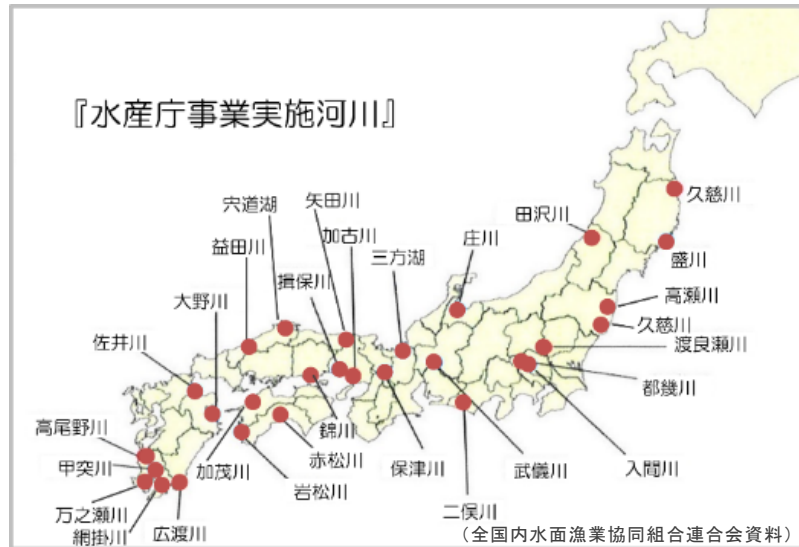 『水産庁事業実施河川』
久慈川
田沢川
盛川
矢田川
宍道湖
加古川
庄川
益田川
三方湖
揖保川
高瀬川
大野川
久慈川
渡良瀬川
佐井川
都幾川
高尾野川
錦川
甲突川
加茂川
赤松川
保津川
武儀川
入間川
岩松川
万之瀬川
二俣川
網掛川
広渡川
(全国内水面漁業協同組合連合会資料)